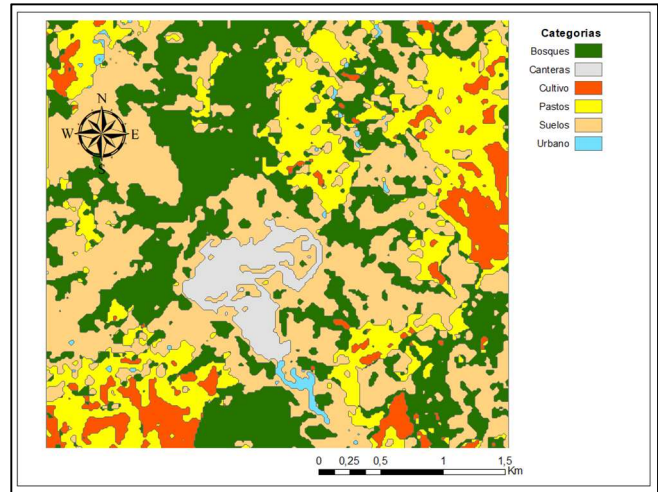 Categorias
Bosques
Canteras
Cultivo
Pastos
Suelos
Urbano
N
W E
S
0 0,25 0,5 1 1,5
Km